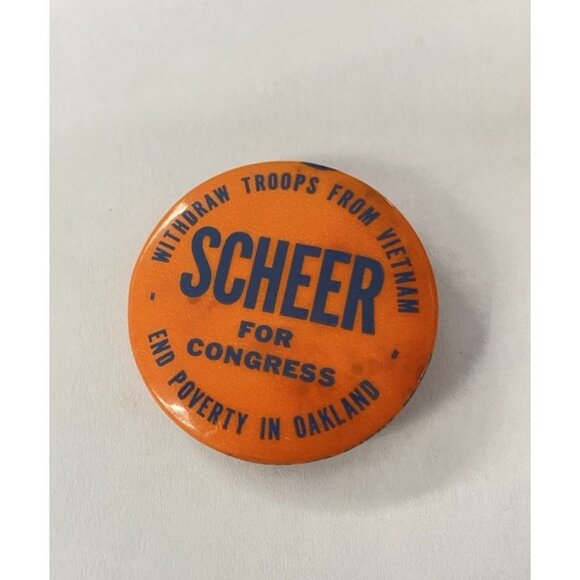 WITHDRAW TROOPS FROM VIETNAM
SCHEER
FOR
CONGRESS
- END POVERTY IN OAKLAND -